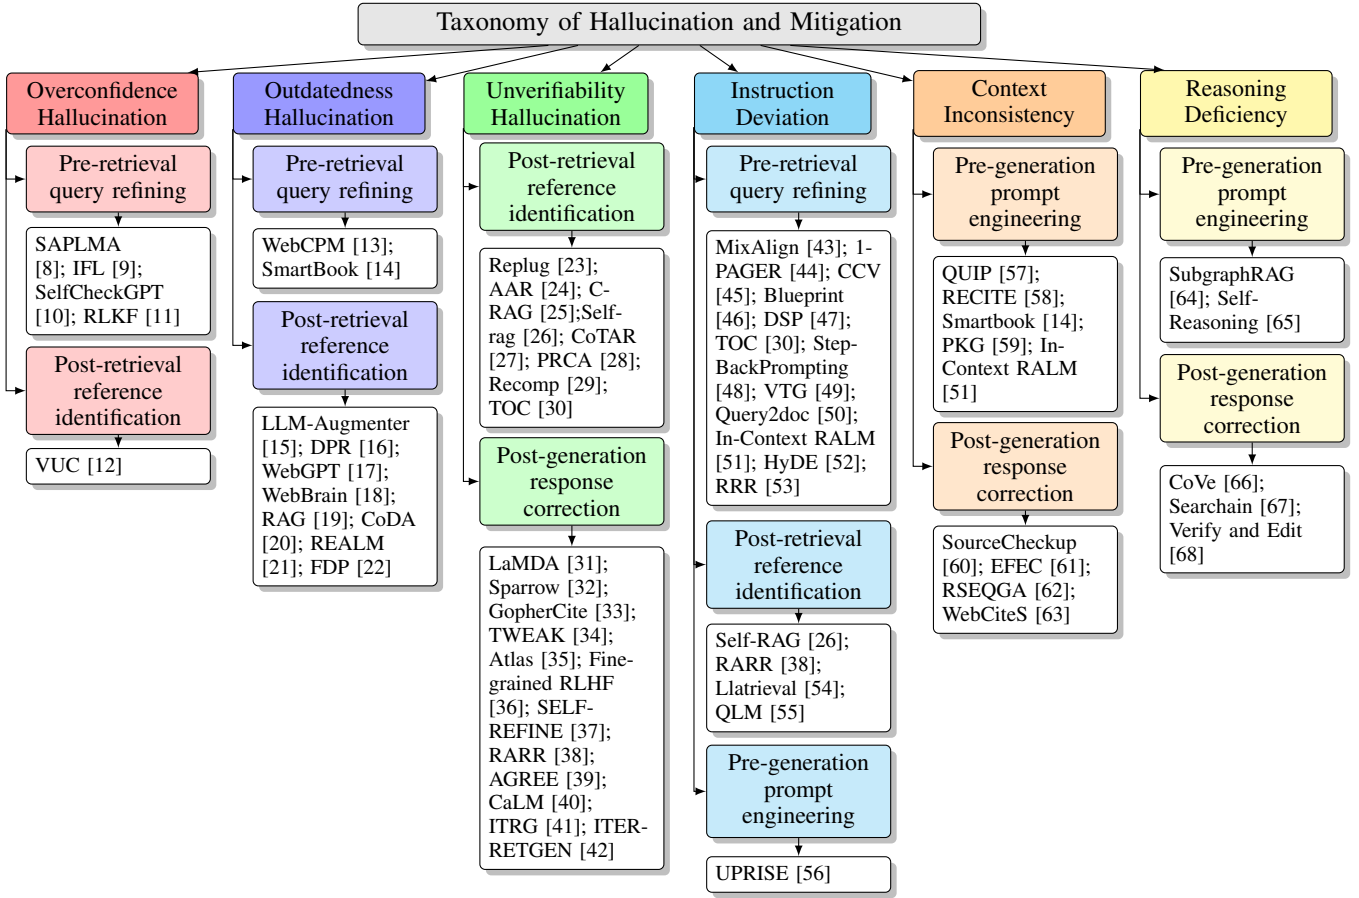 Taxonomy of Hallucination and Mitigation
Overconfidence
Hallucination
Pre-retrieval
query refining
SAPLMA
[8]; IFL [9];
SelfCheckGPT
[10]; RLKF [11]
Post-retrieval
reference
identification
VUC [12]
Outdatedness
Hallucination
Pre-retrieval
query refining
WebCPM [13];
SmartBook [14]
Post-retrieval
reference
identification
LLM-Augmenter
[15]; DPR [16];
WebGPT [17];
WebBrain [18];
RAG [19]; CoDA
[20]; REALM
[21]; FDP [22]
Unverifiability
Hallucination
Post-retrieval
reference
identification
Replug [23];
AAR [24]; C-
RAG [25];Self-
rag [26]; CoTAR
[27]; PRCA [28];
Recomp [29];
TOC [30]
Post-generation
response
correction
LaMDA [31];
Sparrow [32];
GopherCite [33];
TWEAK [34];
Atlas [35]; Fine-
grained RLHF
[36]; SELF-
REFINE [37];
RARR [38];
AGREE [39];
CaLM [40];
ITRG [41]; ITER-
RETGEN [42]
Instruction
Deviation
Pre-retrieval
query refining
MixAlign [43]; 1-
PAGER [44]; CCV
[45]; Blueprint
[46]; DSP [47];
TOC [30]; Step-
BackPrompting
[48]; VTG [49];
Query2doc [50];
In-Context RALM
[51]; HyDE [52];
RRR [53]
Post-retrieval
reference
identification
Self-RAG [26];
RARR [38];
Llatrieval [54];
QLM [55]
Pre-generation
prompt
engineering
UPRISE [56]
Context
Inconsistency
Pre-generation
prompt
engineering
QUIP [57];
RECITE [58];
Smartbook [14];
PKG [59]; In-
Context RALM
[51]
Post-generation
response
correction
SourceCheckup
[60]; EFEC [61];
RSEQGA [62];
WebCiteS [63]
Reasoning
Deficiency
Pre-generation
prompt
engineering
SubgraphRAG
[64]; Self-
Reasoning [65]
Post-generation
response
correction
CoVe [66];
Searchain [67];
Verify and Edit
[68]